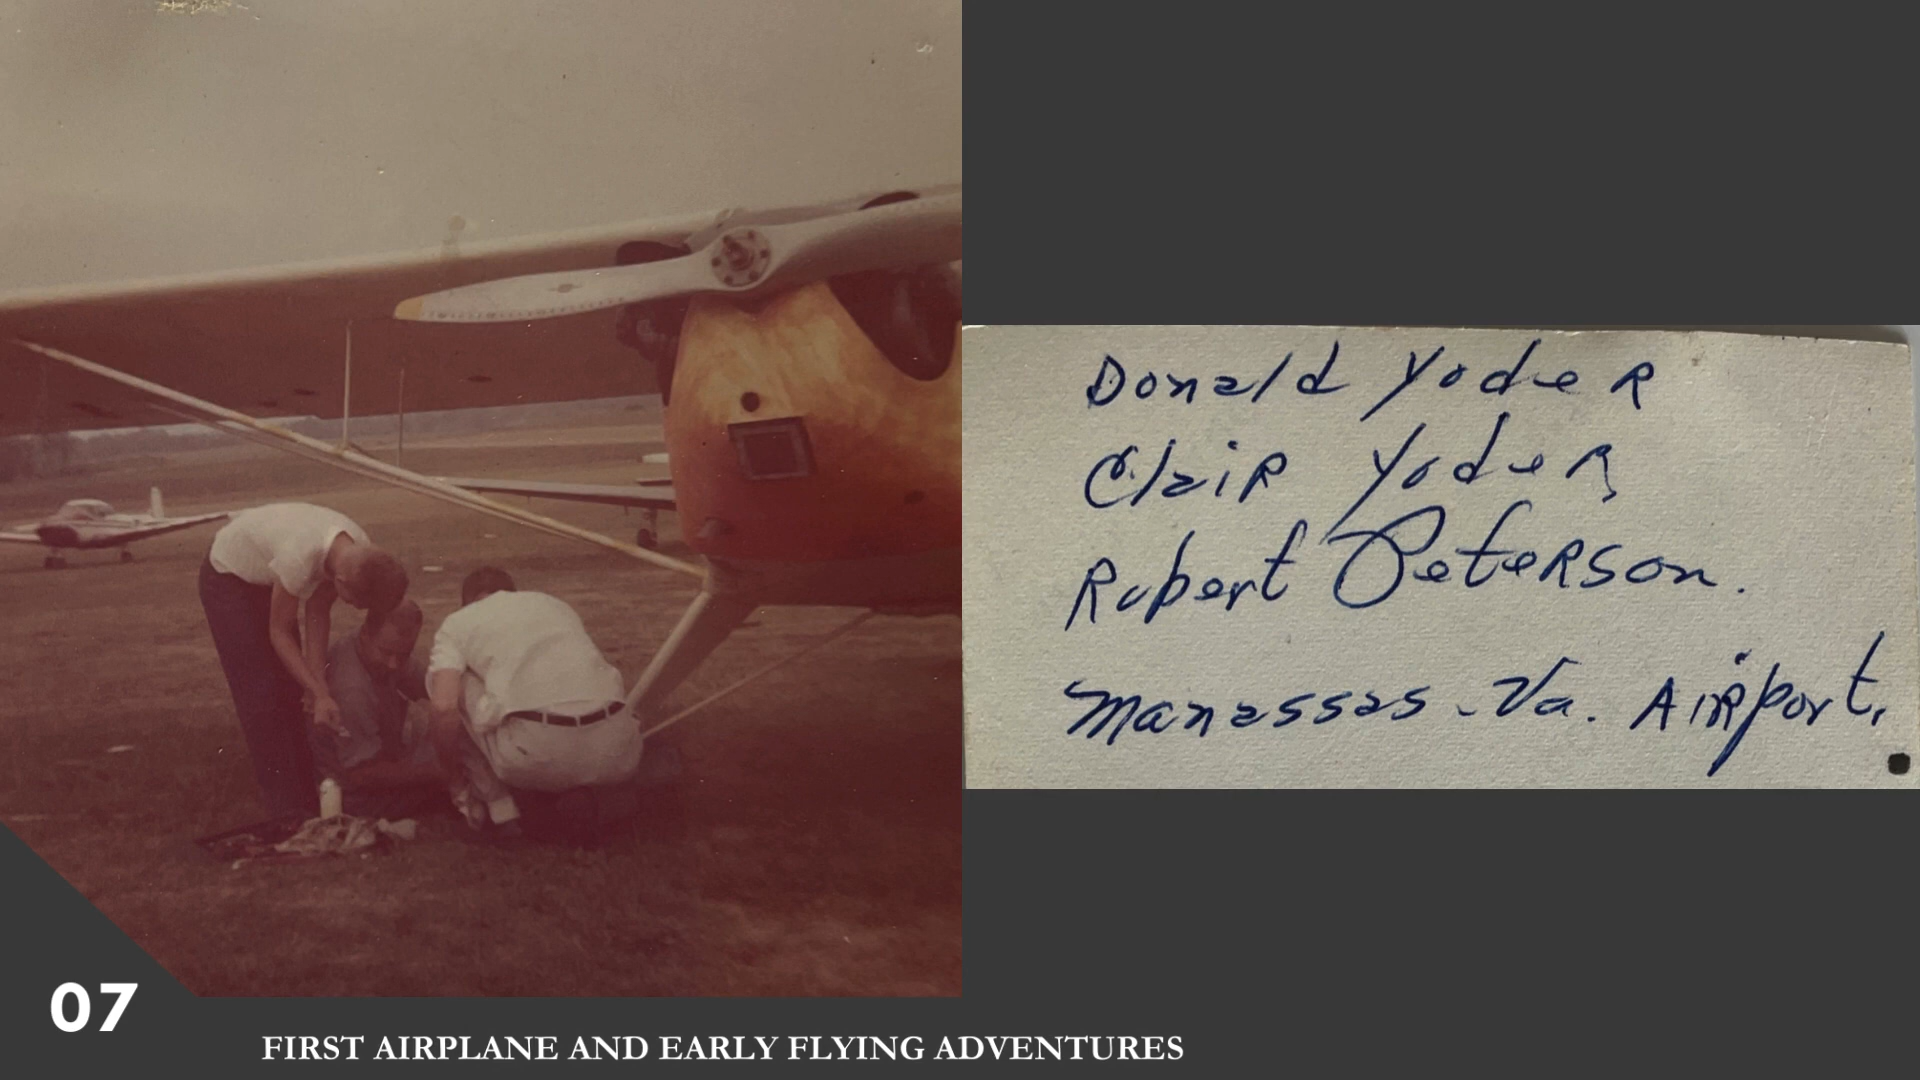 Donald Yoder
Clair Yoder
Robert Peterson.
Manassas - Va. Airport.
07
FIRST AIRPLANE AND EARLY FLYING ADVENTURES